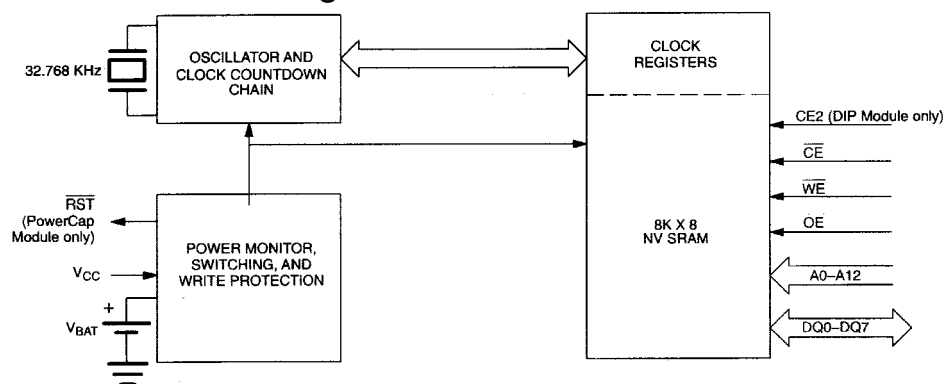 32.768 KHz
OSCILLATOR AND
CLOCK COUNTDOWN
CHAIN
CLOCK
REGISTERS
CE2 (DIP Module only)
CE
WE
OE
A0–A12
DQ0–DQ7
8K X 8
NV SRAM
RST
(PowerCap
Module only)
VCC
+
VBAT
POWER MONITOR,
SWITCHING, AND
WRITE PROTECTION